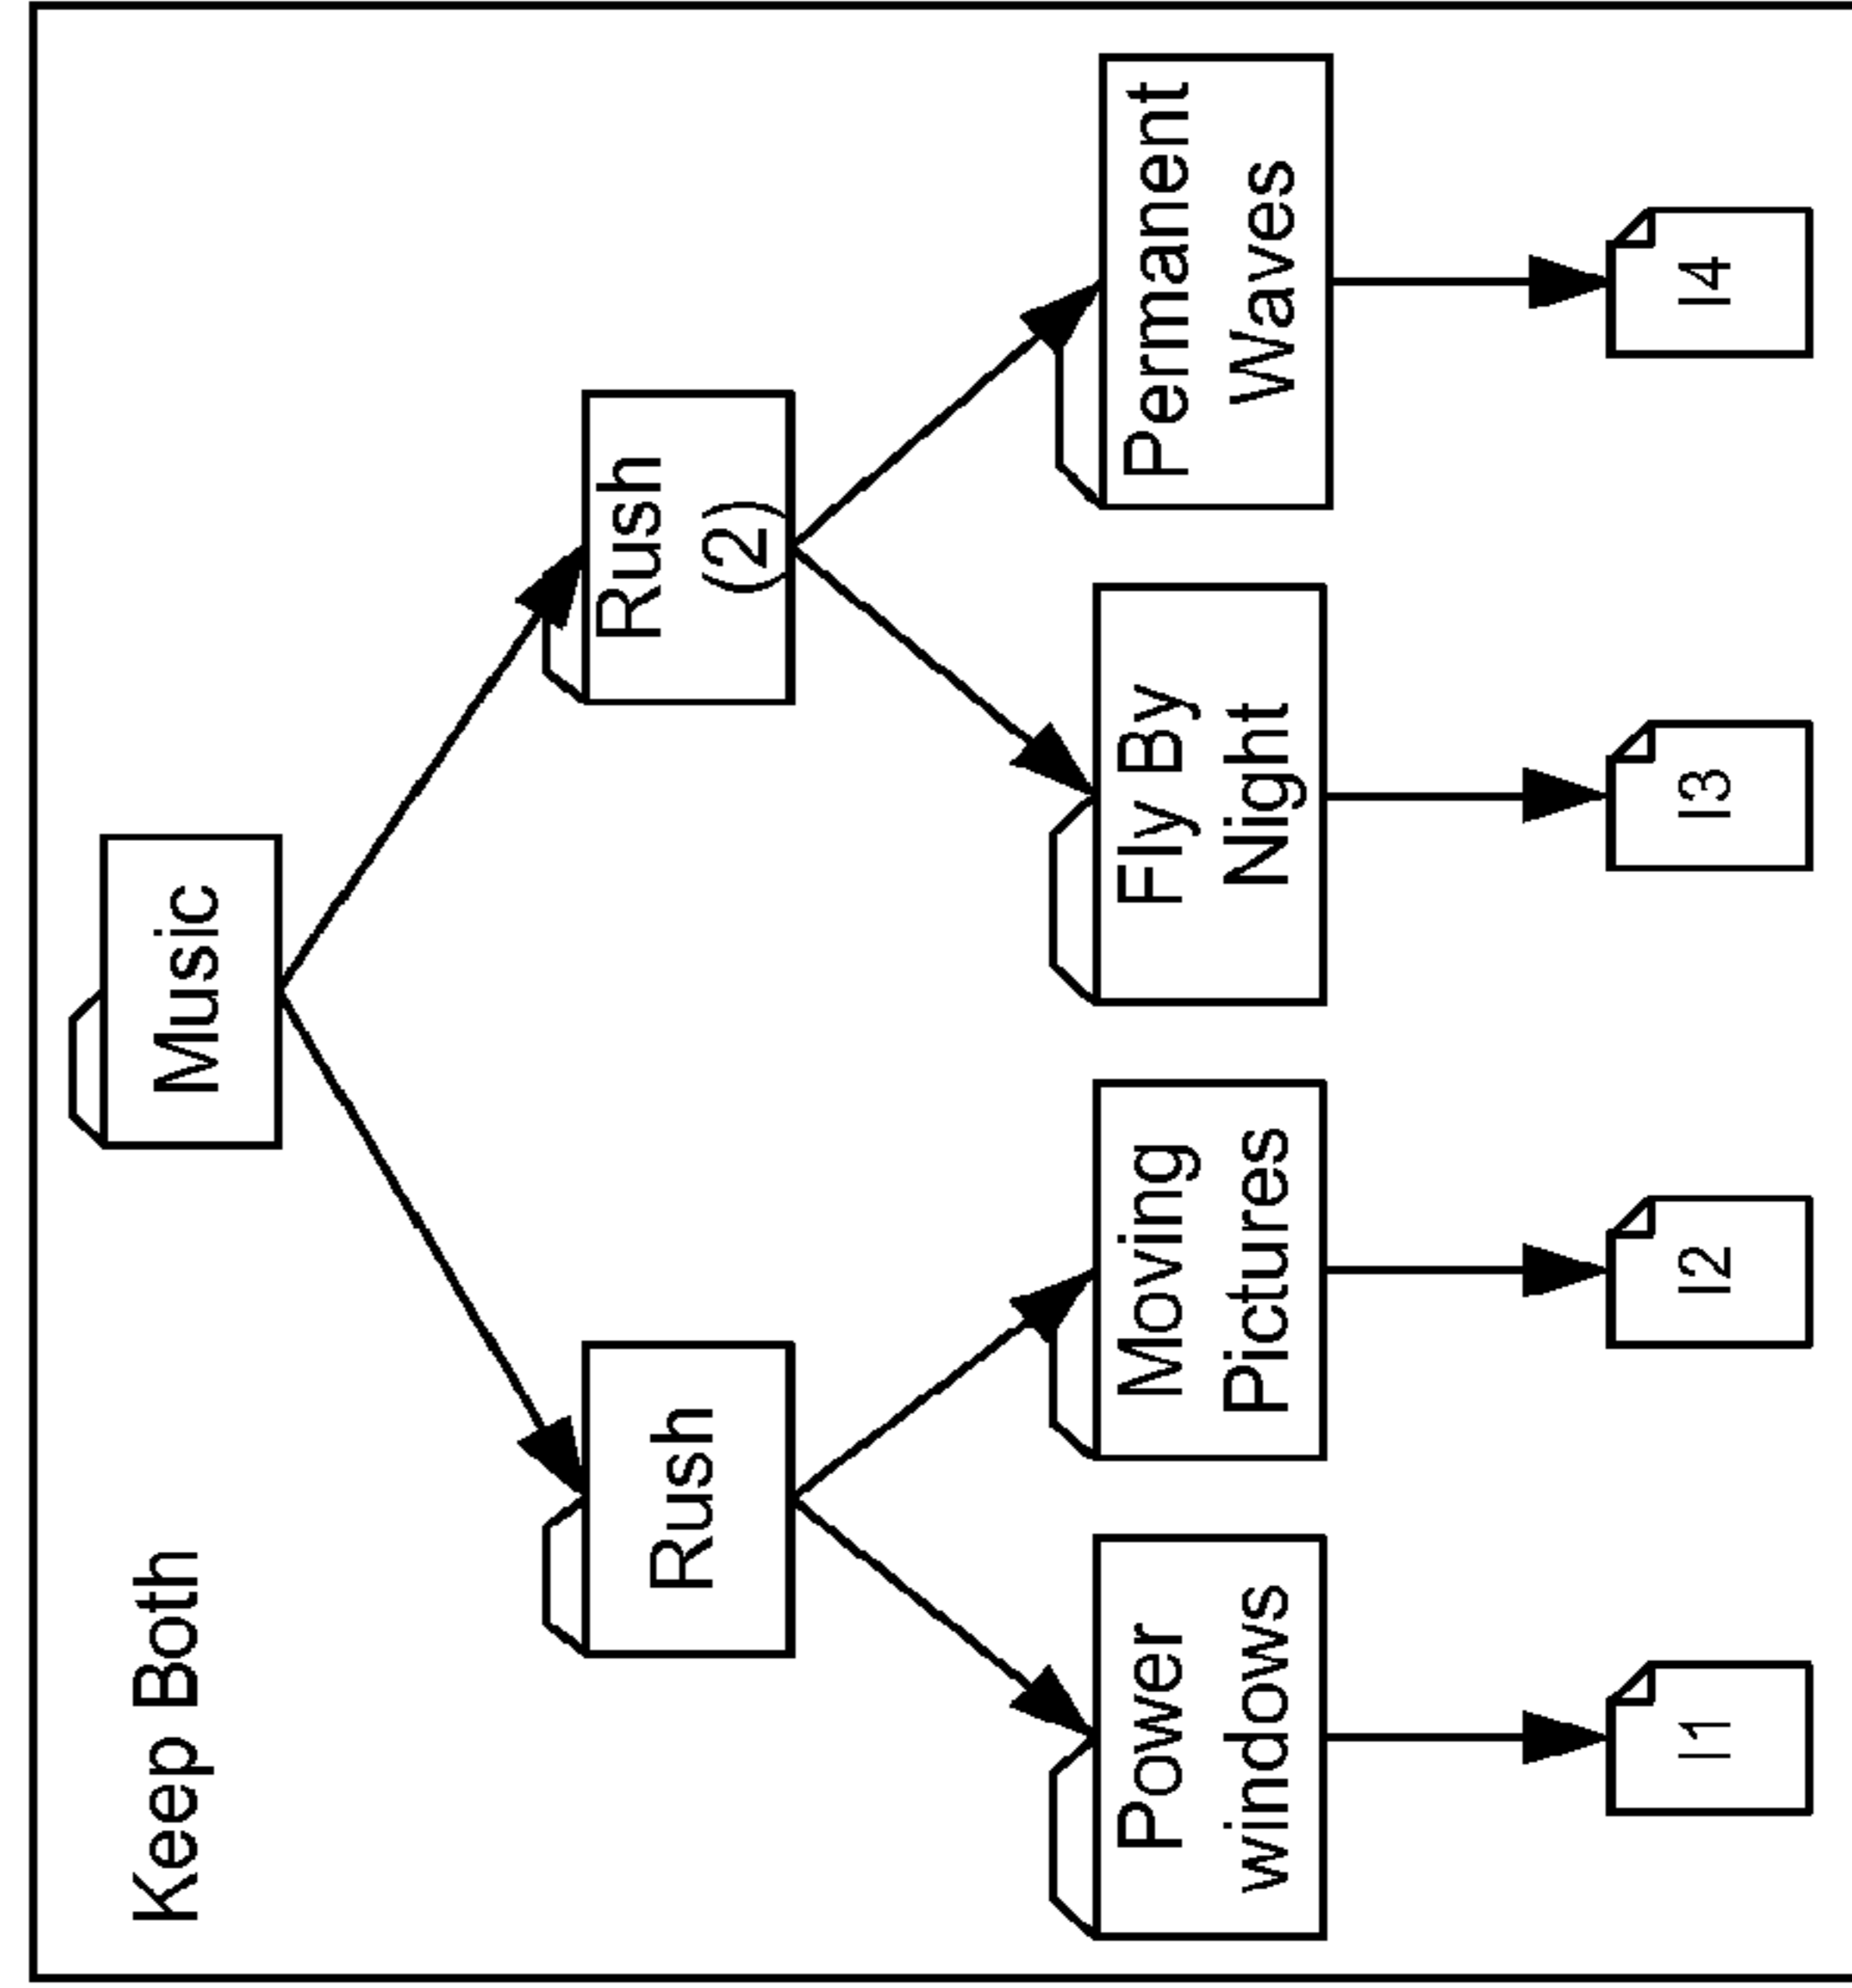 Keep Both
Music
Rush
Rush
(2)
Power
windows
Moving
Pictures
Fly By
Night
Permanent
Waves
I1
I2
I3
I4